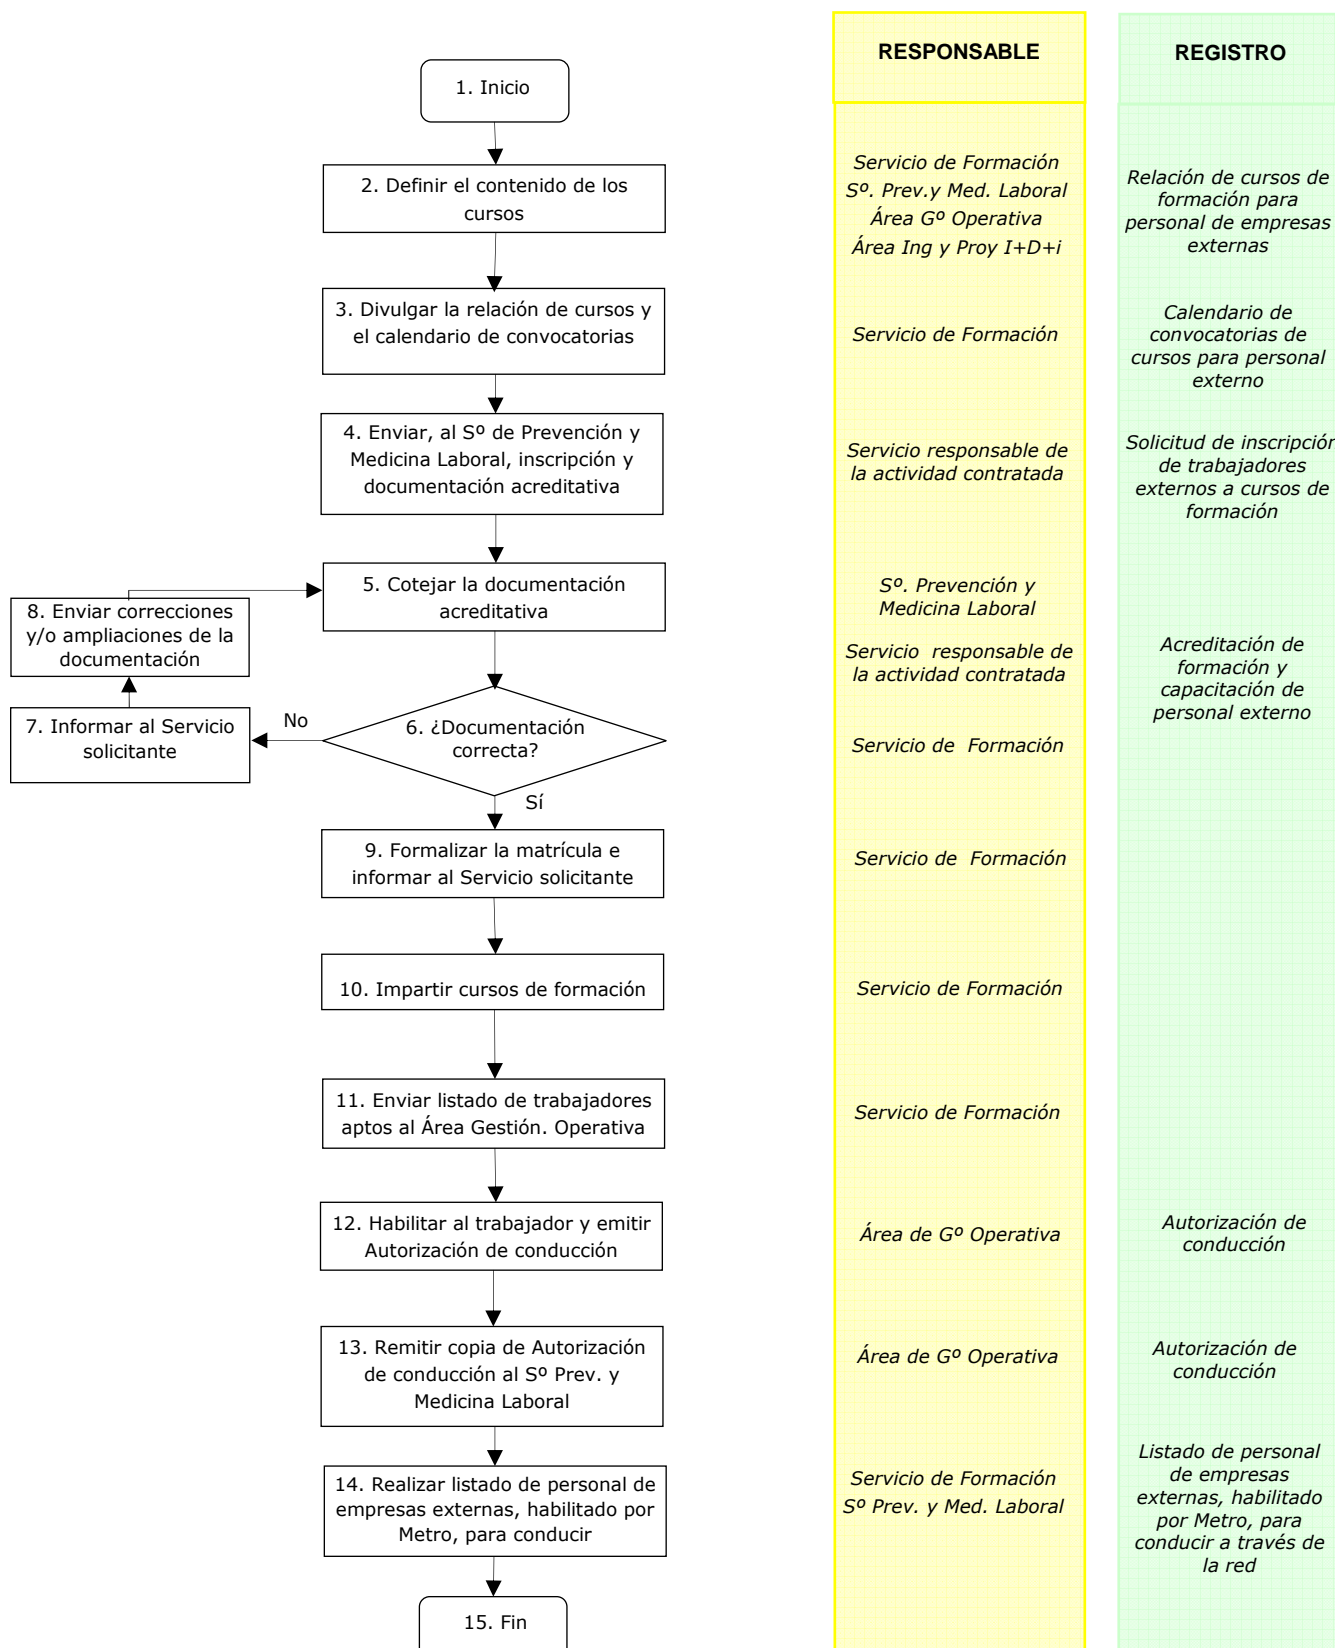 1. Inicio
2. Definir el contenido de los
cursos
3. Divulgar la relación de cursos y
el calendario de convocatorias
4. Enviar, al Sº de Prevención y
Medicina Laboral, inscripción y
documentación acreditativa
5. Cotejar la documentación
acreditativa
8. Enviar correcciones
y/o ampliaciones de la
documentación
7. Informar al Servicio
solicitante
No
6. ¿Documentación
correcta?
Sí
9. Formalizar la matrícula e
informar al Servicio solicitante
10. Impartir cursos de formación
11. Enviar listado de trabajadores
aptos al Área Gestión. Operativa
12. Habilitar al trabajador y emitir
Autorización de conducción
13. Remitir copia de Autorización
de conducción al Sº Prev. y
Medicina Laboral
14. Realizar listado de personal de
empresas externas, habilitado por
Metro, para conducir
15. Fin
RESPONSABLE
Servicio de Formación
Sº. Prev.y Med. Laboral
Área Gº Operativa
Área Ing y Proy I+D+i
Servicio de Formación
Servicio responsable de
la actividad contratada
Sº. Prevención y
Medicina Laboral
Servicio responsable de
la actividad contratada
Servicio de Formación
Servicio de Formación
Servicio de Formación
Servicio de Formación
Área de Gº Operativa
Área de Gº Operativa
Servicio de Formación
Sº Prev. y Med. Laboral
REGISTRO
Relación de cursos de
formación para
personal de empresas
externas
Calendario de
convocatorias de
cursos para personal
externo
Solicitud de inscripción
de trabajadores
externos a cursos de
formación
Acreditación de
formación y
capacitación de
personal externo
Autorización de
conducción
Autorización de
conducción
Listado de personal
de empresas
externas, habilitado
por Metro, para
conducir a través de
la red